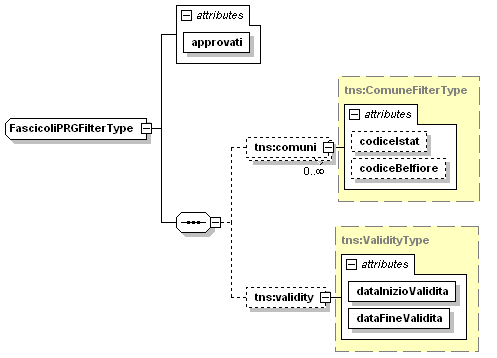 attributes
approvati
tns:ComuneFilterType
attributes
FascicoliPRGFilterType
codiceIstat
tns:comuni
0..∞
codiceBelfiore
tns:ValidityType
attributes
dataInizioValidita
tns:validity
dataFineValidita